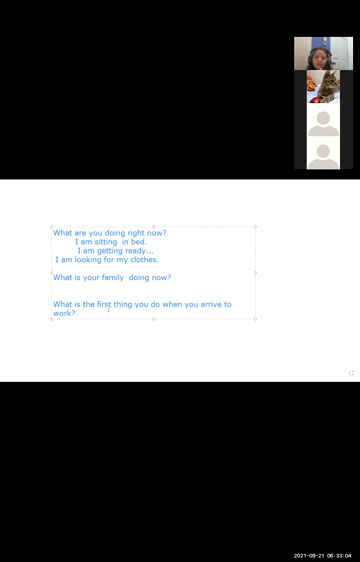 What are you doing right now?
I am sitting in bed.
I am getting ready...
I am looking for my clothes.
What is your family doing now?
What is the first thing you do when you arrive to
work?
2021-09-21 06:33:04